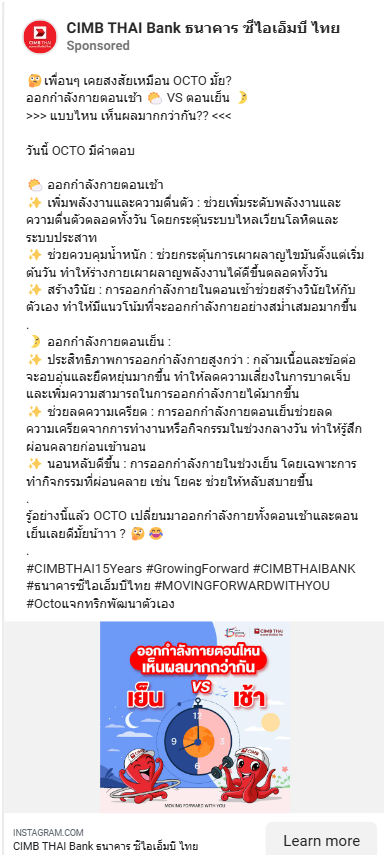 CIMB THAI Bank ธนาคาร ซีไอเอ็มบี ไทย
Sponsored
🤔เพื่อนๆ เคยสงสัยเหมือน OCTO มั้ย?
ออกกำลังกายตอนเช้า ⛅ VS ตอนเย็น 🌛
>>> แบบไหน เห็นผลมากกว่ากัน?? <<<
วันนี้ OCTO มีคำตอบ
⛅ ออกกำลังกายตอนเช้า
✨ เพิ่มพลังงานและความตื่นตัว : ช่วยเพิ่มระดับพลังงานและ
ความตื่นตัวตลอดทั้งวัน โดยกระตุ้นระบบไหลเวียนโลหิตและ
ระบบประสาท
✨ ช่วยควบคุมน้ำหนัก : ช่วยกระตุ้นการเผาผลาญไขมันตั้งแต่เริ่ม
ต้นวัน ทำให้ร่างกายเผาผลาญพลังงานได้ดีขึ้นตลอดทั้งวัน
✨ สร้างวินัย : การออกกำลังกายในตอนเช้าช่วยสร้างวินัยให้กับ
ตัวเอง ทำให้มีแนวโน้มที่จะออกกำลังกายอย่างสม่ำเสมอมากขึ้น
.
🌛 ออกกำลังกายตอนเย็น :
✨ ประสิทธิภาพการออกกำลังกายสูงกว่า : กล้ามเนื้อและข้อต่อ
จะอบอุ่นและยืดหยุ่นมากขึ้น ทำให้ลดความเสี่ยงในการบาดเจ็บ
และเพิ่มความสามารถในการออกกำลังกายได้มากขึ้น
✨ ช่วยลดความเครียด : การออกกำลังกายตอนเย็นช่วยลด
ความเครียดจากการทำงานหรือกิจกรรมในช่วงกลางวัน ทำให้รู้สึก
ผ่อนคลายก่อนเข้านอน
✨ นอนหลับดีขึ้น : การออกกำลังกายในช่วงเย็น โดยเฉพาะการ
ทำกิจกรรมที่ผ่อนคลาย เช่น โยคะ ช่วยให้หลับสบายขึ้น
.
รู้อย่างนี้แล้ว OCTO เปลี่ยนมาออกกำลังกายทั้งตอนเช้าและตอน
เย็นเลยดีมั้ยน้าาา ? 🤔 😂
.
#CIMBTHAI15Years #GrowingForward #CIMBTHAIBANK
#ธนาคารซีไอเอ็มบีไทย #MOVINGFORWARDWITHYOU
#Octoแจกทริกพัฒนาตัวเอง
CIMB THAI
ออกกำลังกายตอนไหน
เห็นผลมากกว่ากัน
เย็น VS เช้า
12
9 3
6
MOVING FORWARD WITH YOU
INSTAGRAM.COM
CIMB THAI Bank ธนาคาร ซีไอเอ็มบี ไทย
Learn more